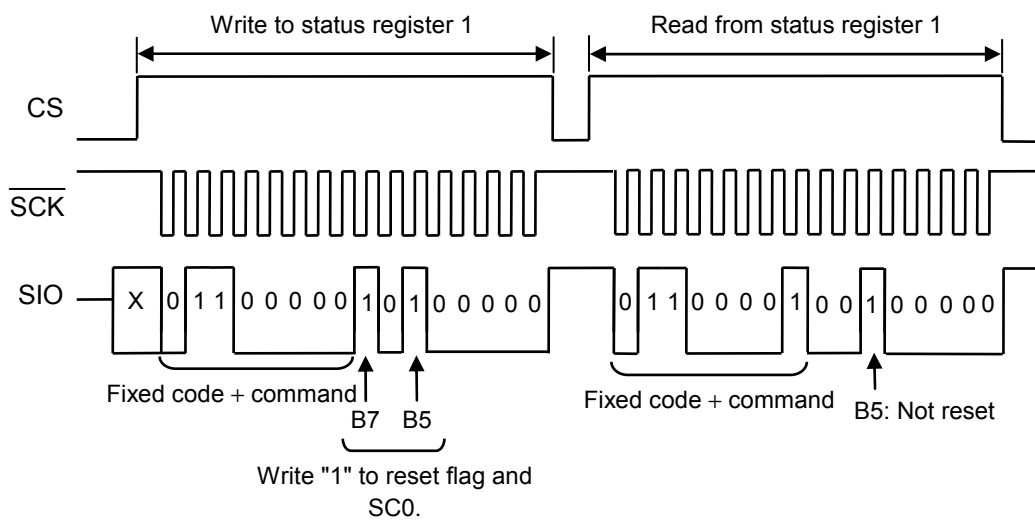 Write to status register 1
Read from status register 1
CS
SCK
SIO
X 0 1 1 0 0 0 0 0 1 0 1 0 0 0 0 0
0 1 1 0 0 0 0 1 0 0 1 0 0 0 0 0
Fixed code + command
B7 B5
Fixed code + command
B5: Not reset
Write "1" to reset flag and
SC0.